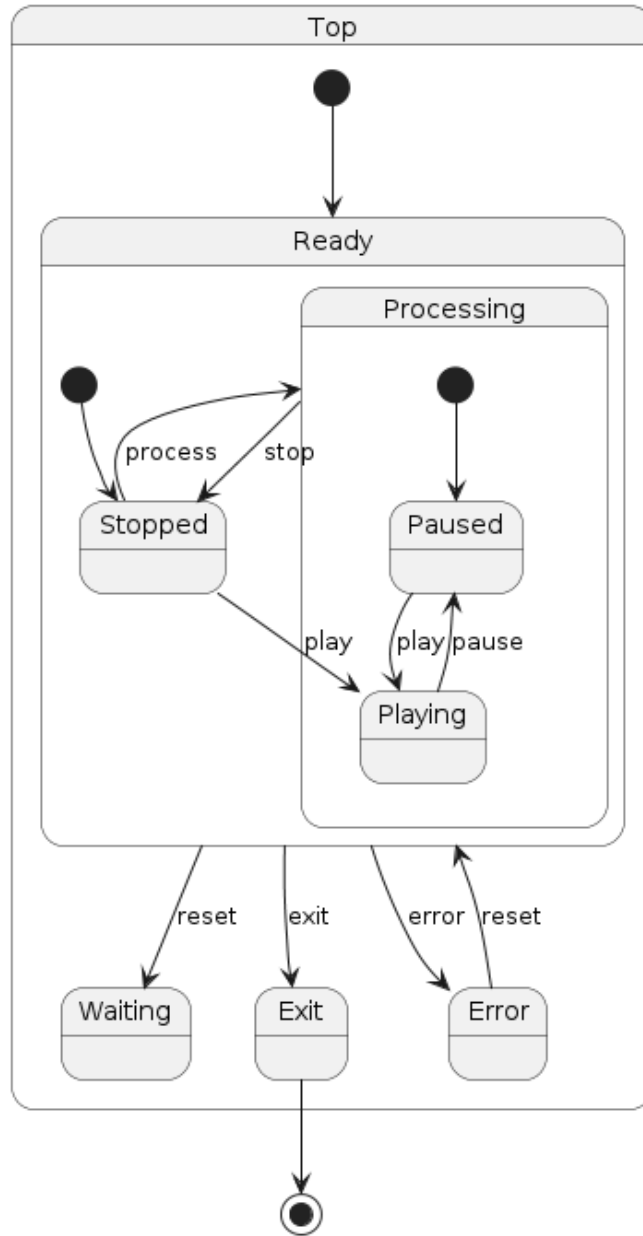 Top
Ready
Processing
process
stop
Stopped
Paused
play
play
pause
Playing
reset
exit
error
reset
Waiting
Exit
Error